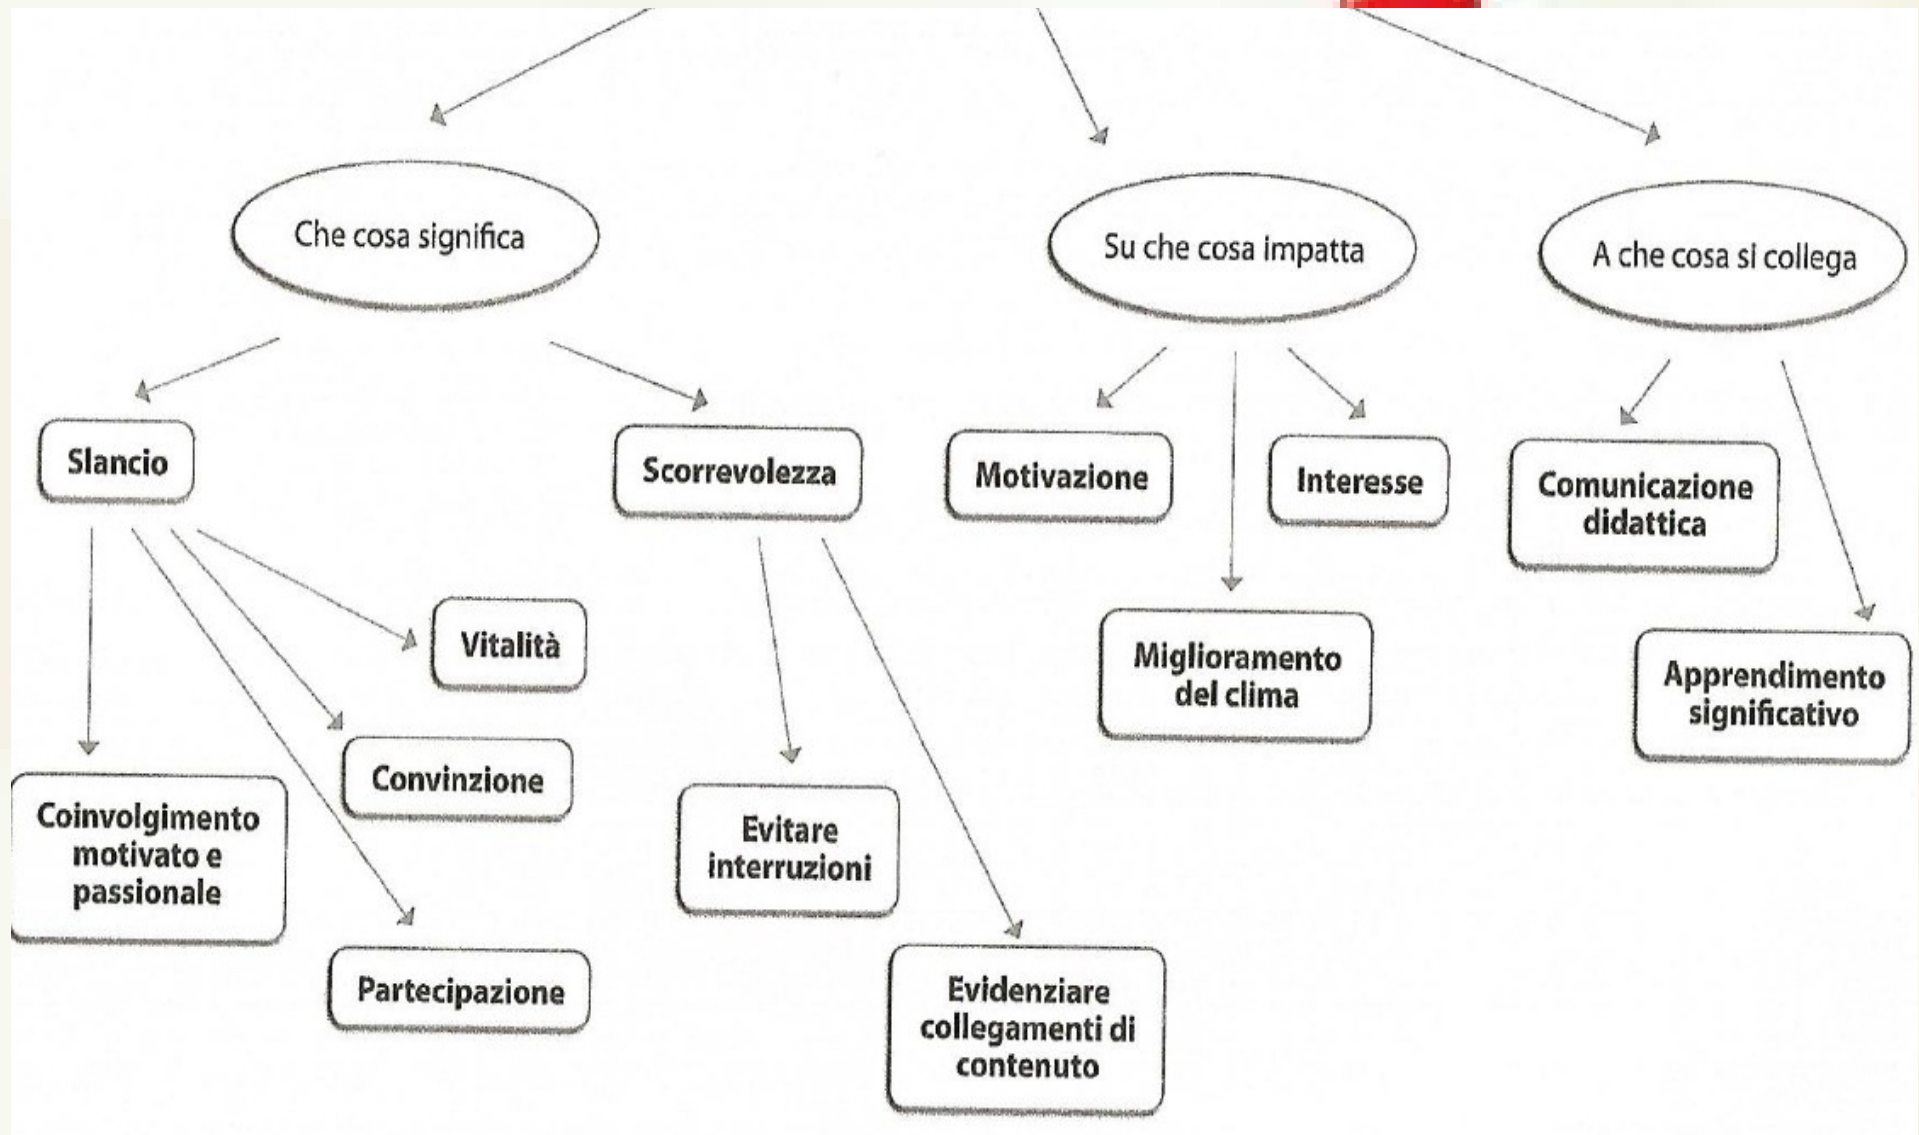 Che cosa significa
Su che cosa impatta
A che cosa si collega
Slancio
Scorrevolezza
Motivazione
Interesse
Comunicazione
didattica
Vitalità
Miglioramento
del clima
Apprendimento
significativo
Convinzione
Coinvolgimento
motivato e
passionale
Evitare
interruzioni
Partecipazione
Evidenziare
collegamenti di
contenuto